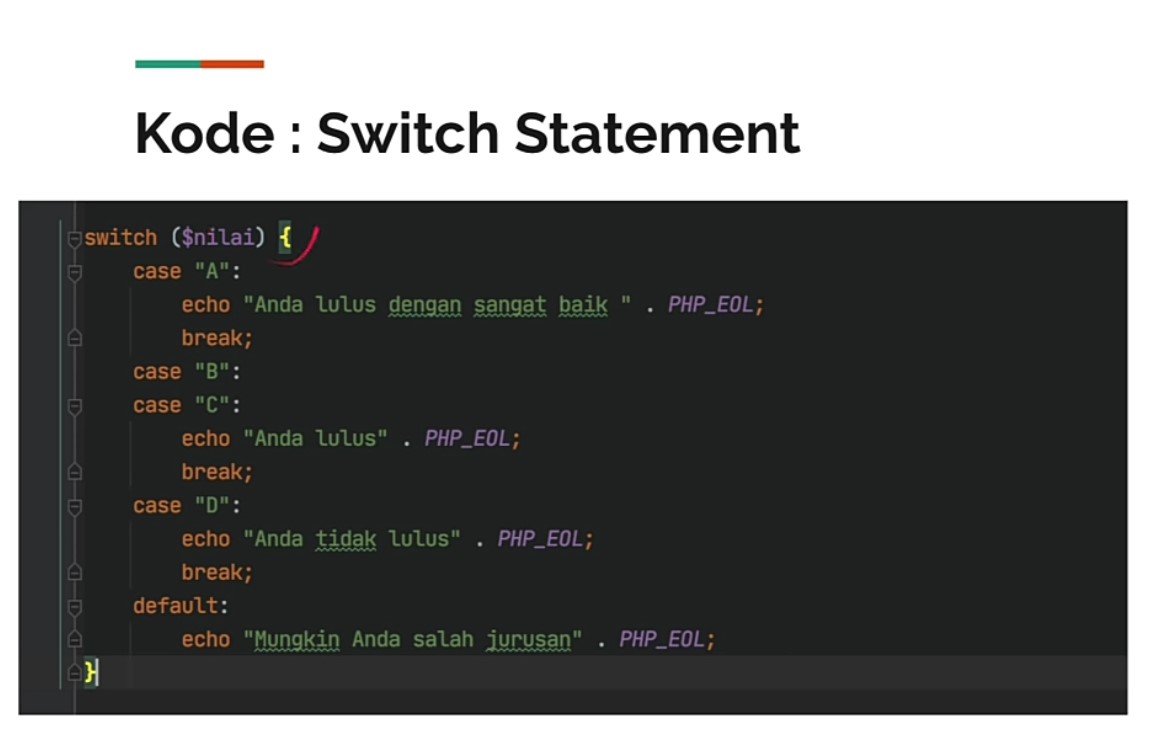 Kode : Switch Statement
switch ($nilai) {
    case "A":
        echo "Anda lulus dengan sangat baik " . PHP_EOL;
        break;
    case "B":
    case "C":
        echo "Anda lulus" . PHP_EOL;
        break;
    case "D":
        echo "Anda tidak lulus" . PHP_EOL;
        break;
    default:
        echo "Mungkin Anda salah jurusan" . PHP_EOL;
}